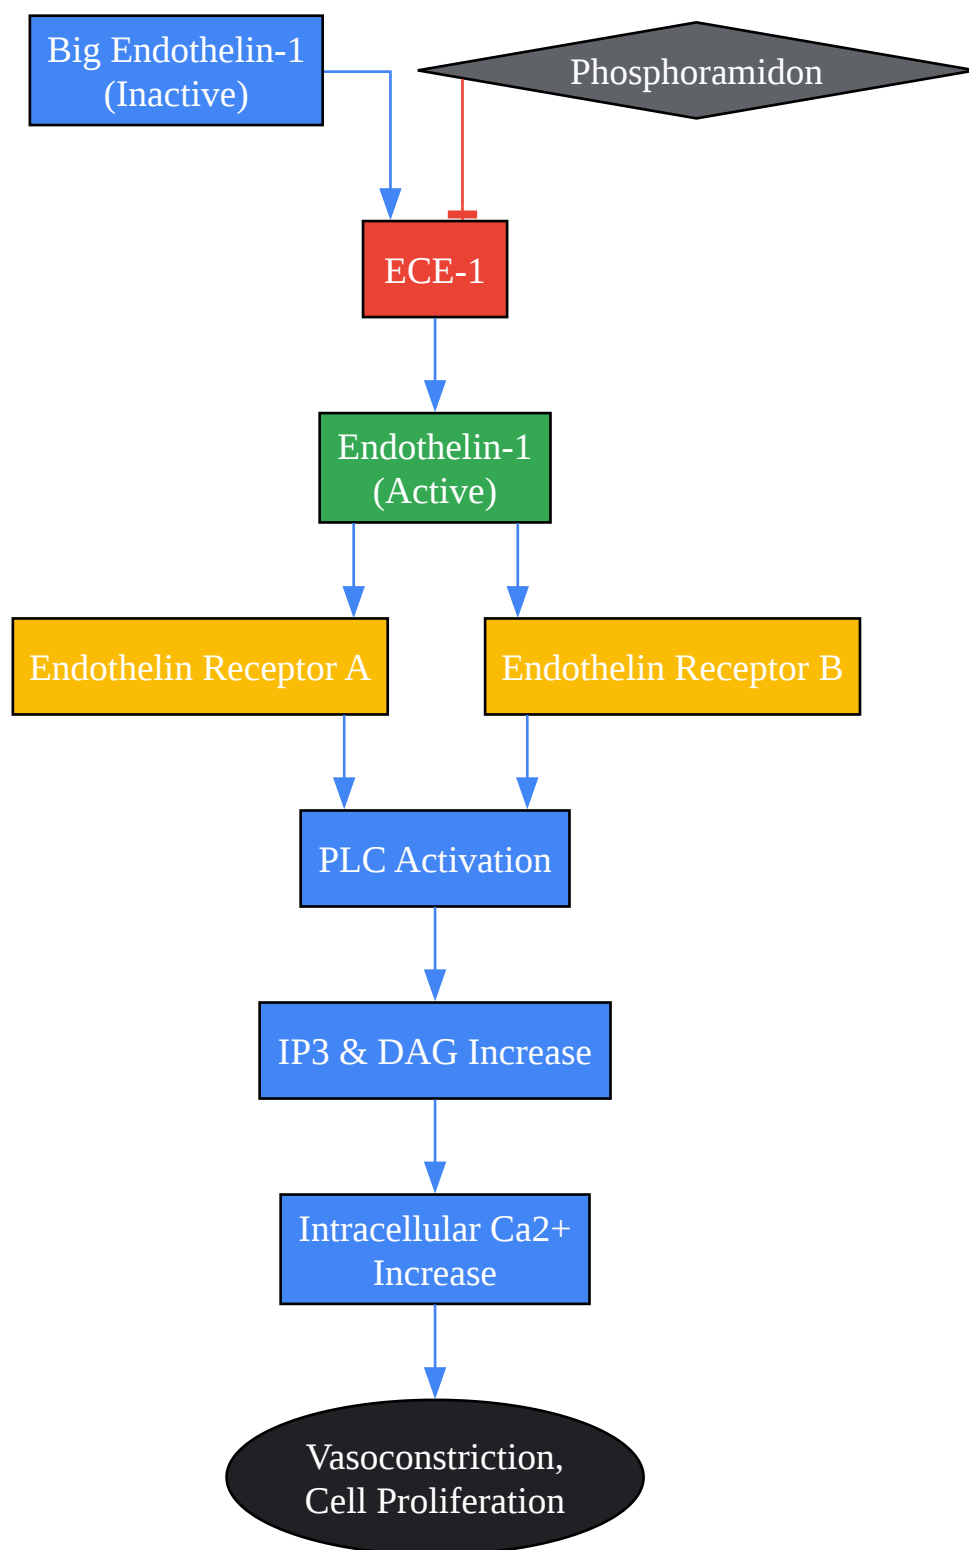 Big Endothelin-1
(Inactive)
Phosphoramidon
ECE-1
Endothelin-1
(Active)
Endothelin Receptor A
Endothelin Receptor B
PLC Activation
IP3 & DAG Increase
Intracellular Ca2+
Increase
Vasoconstriction,
Cell Proliferation